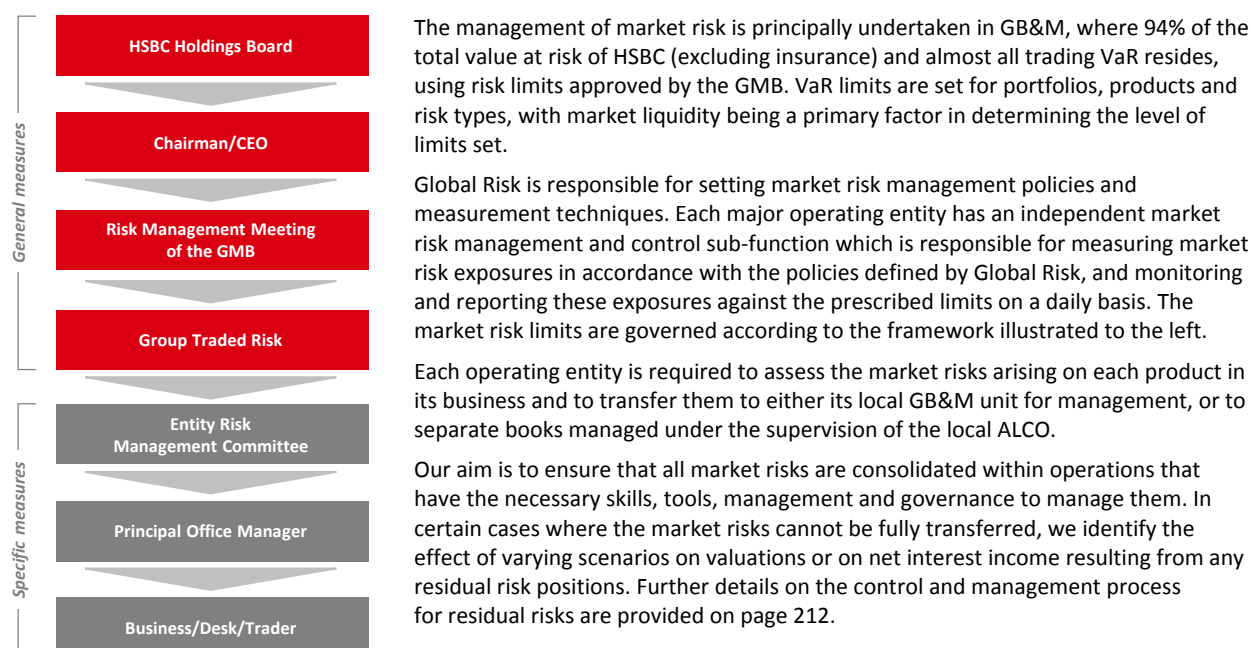 General measures
HSBC Holdings Board
Chairman/CEO
Risk Management Meeting
of the GMB
Group Traded Risk
Specific measures
Entity Risk
Management Committee
Principal Office Manager
Business/Desk/Trader
The management of market risk is principally undertaken in GB&M, where 94% of the
total value at risk of HSBC (excluding insurance) and almost all trading VaR resides,
using risk limits approved by the GMB. VaR limits are set for portfolios, products and
risk types, with market liquidity being a primary factor in determining the level of
limits set.
Global Risk is responsible for setting market risk management policies and
measurement techniques. Each major operating entity has an independent market
risk management and control sub-function which is responsible for measuring market
risk exposures in accordance with the policies defined by Global Risk, and monitoring
and reporting these exposures against the prescribed limits on a daily basis. The
market risk limits are governed according to the framework illustrated to the left.
Each operating entity is required to assess the market risks arising on each product in
its business and to transfer them to either its local GB&M unit for management, or to
separate books managed under the supervision of the local ALCO.
Our aim is to ensure that all market risks are consolidated within operations that
have the necessary skills, tools, management and governance to manage them. In
certain cases where the market risks cannot be fully transferred, we identify the
effect of varying scenarios on valuations or on net interest income resulting from any
residual risk positions. Further details on the control and management process
for residual risks are provided on page 212.